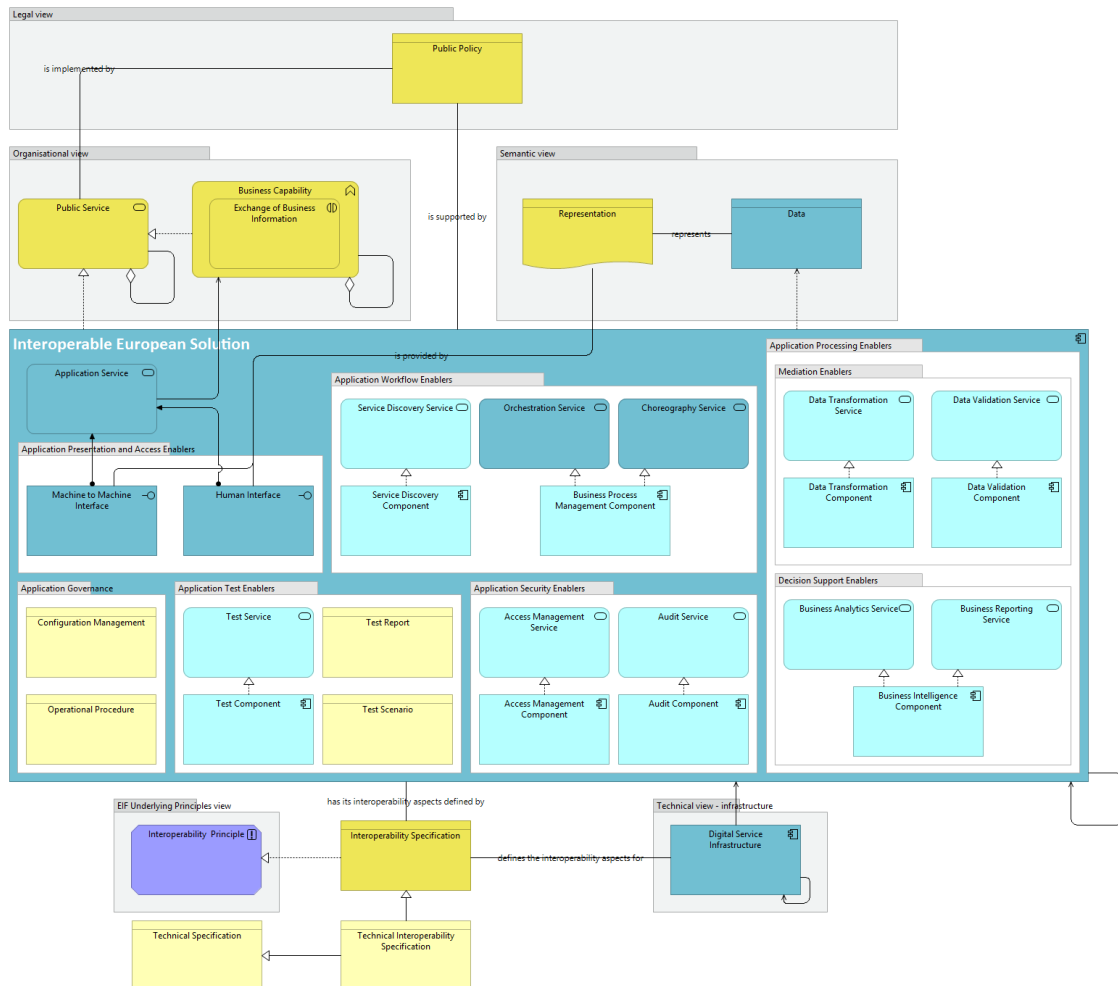 Legal view
Public Policy
is implemented by
Organisational view
Public Service
Business Capability
Exchange of Business
Information
is supported by
Semantic view
Representation
represents
Data
Interoperable European Solution
is provided by
Application Service
Application Presentation and Access Enablers
Machine to Machine
Interface
Human Interface
Application Workflow Enablers
Service Discovery Service
Orchestration Service
Choreography Service
Service Discovery
Component
Business Process
Management Component
Application Processing Enablers
Mediation Enablers
Data Transformation
Service
Data Validation Service
Data Transformation
Component
Data Validation
Component
Decision Support Enablers
Business Analytics Service
Business Reporting
Service
Business Intelligence
Component
Application Governance
Configuration Management
Operational Procedure
Application Test Enablers
Test Service
Test Report
Test Component
Test Scenario
Application Security Enablers
Access Management
Service
Audit Service
Access Management
Component
Audit Component
has its interoperability aspects defined by
EIF Underlying Principles view
Interoperability Principle
Interoperability Specification
defines the interoperability aspects for
Technical view - infrastructure
Digital Service
Infrastructure
Technical Specification
Technical Interoperability
Specification